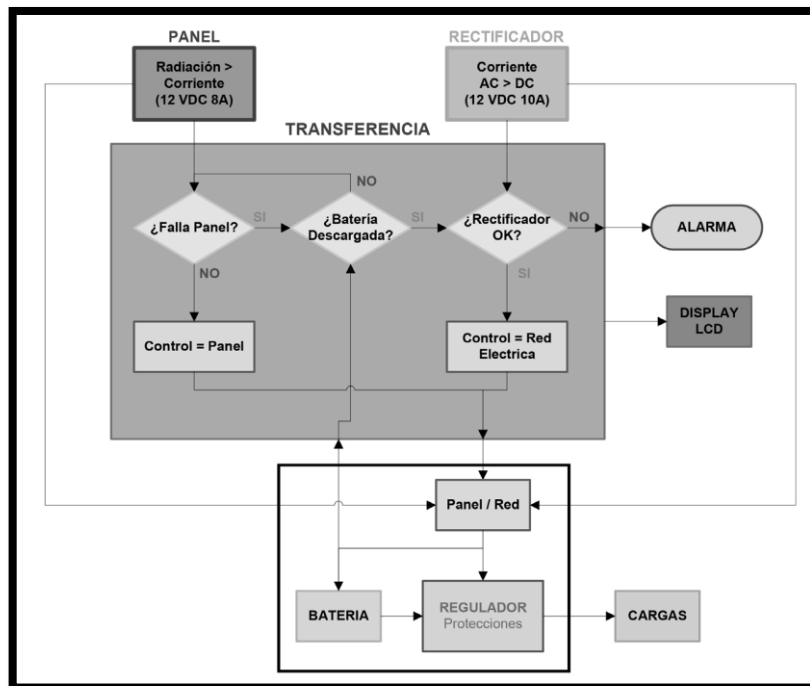 PANEL
RECTIFICADOR
Radiación >
Corriente
(12 VDC 8A)
Corriente
AC > DC
(12 VDC 10A)
TRANSFERENCIA
NO
¿Falla Panel?
SI
¿Batería
Descargada?
SI
¿Rectificador
OK?
NO
ALARMA
NO
SI
Control = Panel
Control = Red
Electrica
DISPLAY
LCD
Panel / Red
BATERIA
REGULADOR
Protecciones
CARGAS